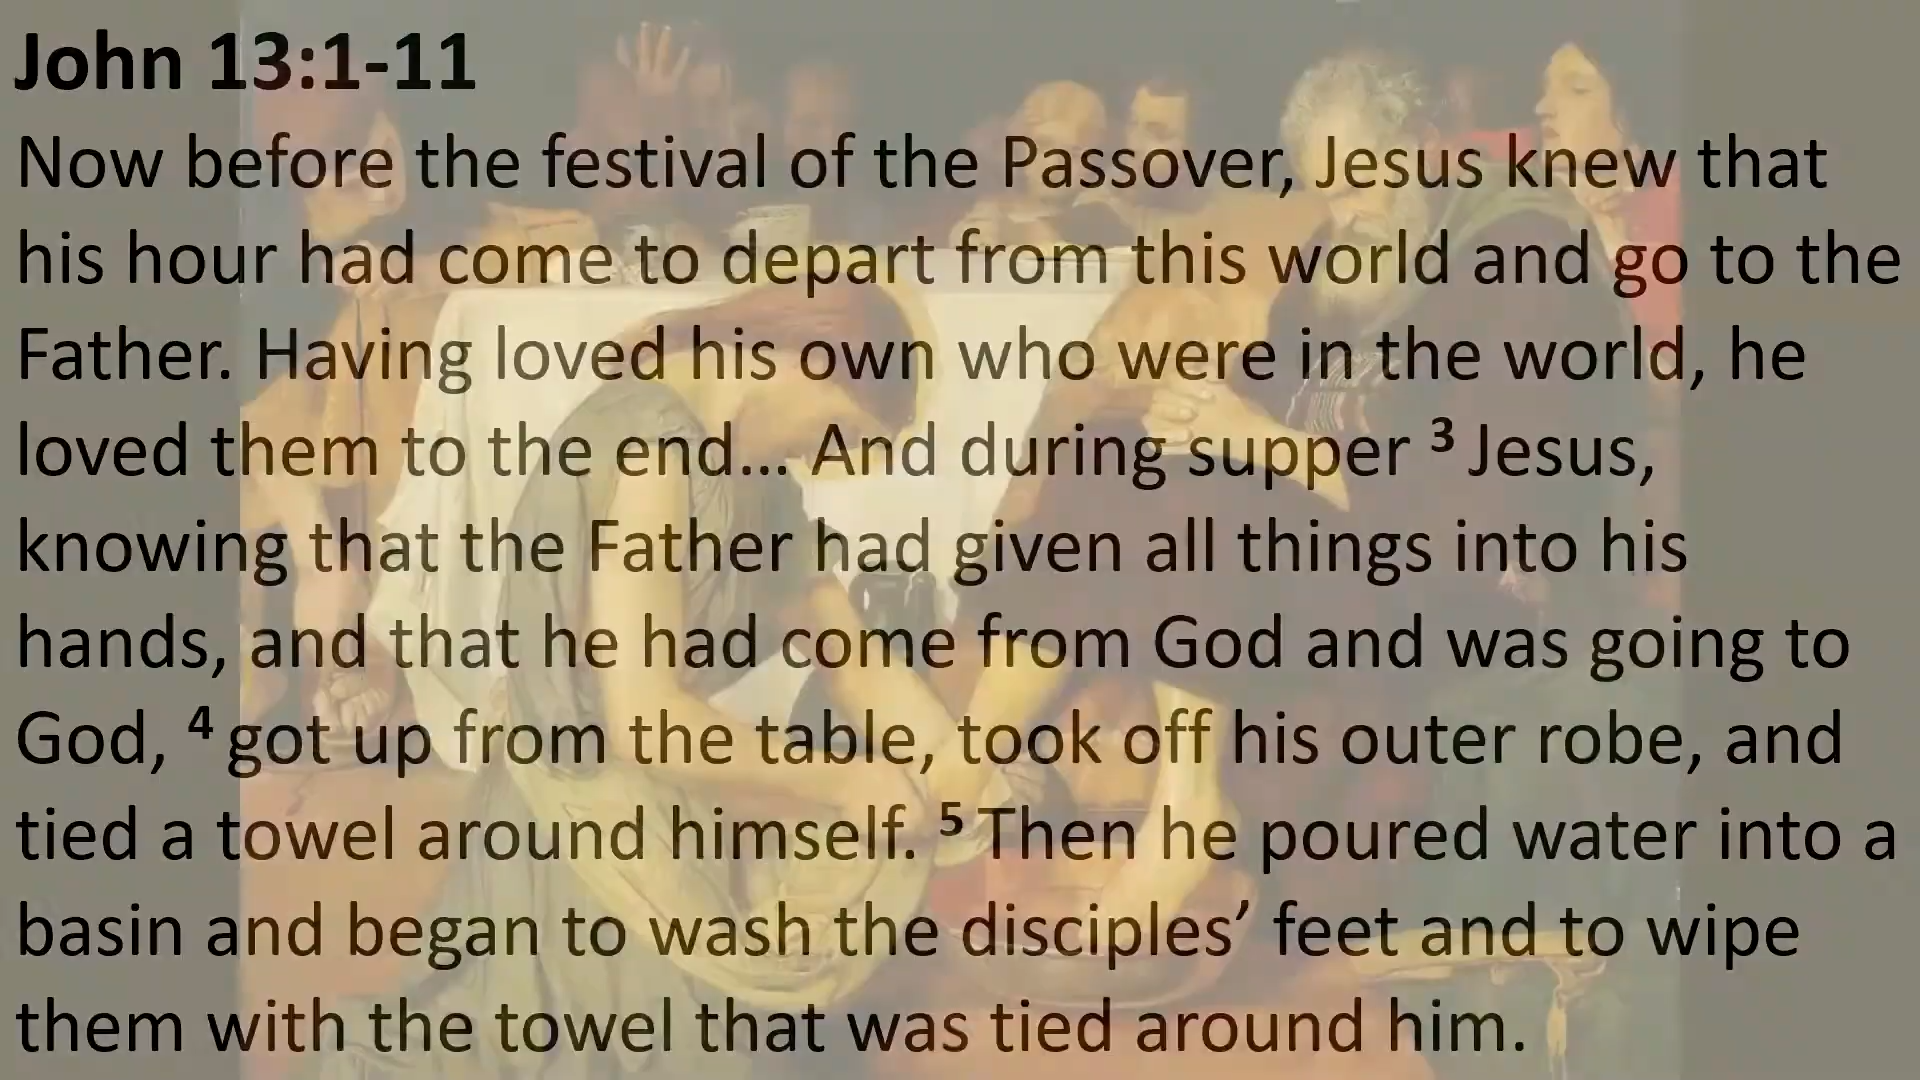 John 13:1-11
Now before the festival of the Passover, Jesus knew that
his hour had come to depart from this world and go to the
Father. Having loved his own who were in the world, he
loved them to the end... And during supper ³ Jesus,
knowing that the Father had given all things into his
hands, and that he had come from God and was going to
God, ⁴ got up from the table, took off his outer robe, and
tied a towel around himself. ⁵ Then he poured water into a
basin and began to wash the disciples’ feet and to wipe
them with the towel that was tied around him.